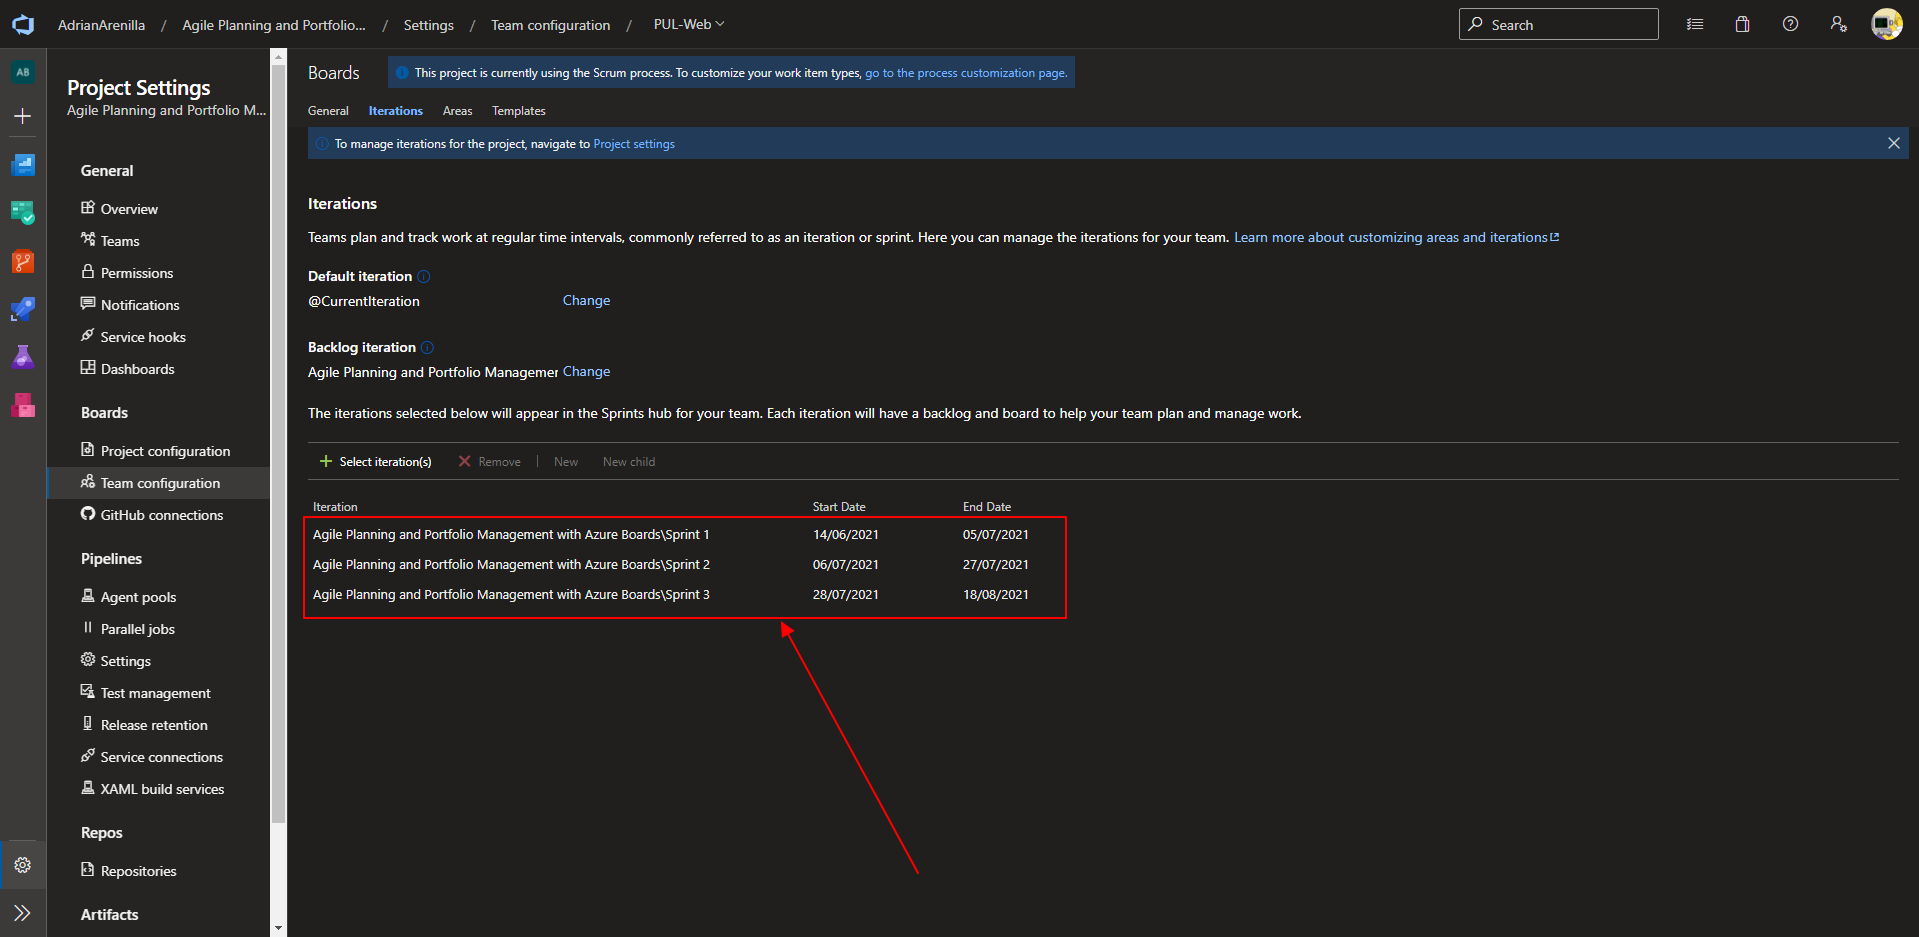 AdrianArenilla / Agile Planning and Portfolio... / Settings / Team configuration / PUL-Web
Search
AB
Project Settings
Agile Planning and Portfolio M...
General
Overview
Teams
Permissions
Notifications
Service hooks
Dashboards
Boards
Project configuration
Team configuration
GitHub connections
Pipelines
Agent pools
Parallel jobs
Settings
Test management
Release retention
Service connections
XAML build services
Repos
Repositories
Artifacts
Boards
This project is currently using the Scrum process. To customize your work item types, go to the process customization page.
General Iterations Areas Templates
To manage iterations for the project, navigate to Project settings
Iterations
Teams plan and track work at regular time intervals, commonly referred to as an iteration or sprint. Here you can manage the iterations for your team. Learn more about customizing areas and iterations
Default iteration
@CurrentIteration Change
Backlog iteration
Agile Planning and Portfolio Managemer Change
The iterations selected below will appear in the Sprints hub for your team. Each iteration will have a backlog and board to help your team plan and manage work.
Select iteration(s) Remove | New New child
Iteration Start Date End Date
Agile Planning and Portfolio Management with Azure Boards\Sprint 1 14/06/2021 05/07/2021
Agile Planning and Portfolio Management with Azure Boards\Sprint 2 06/07/2021 27/07/2021
Agile Planning and Portfolio Management with Azure Boards\Sprint 3 28/07/2021 18/08/2021